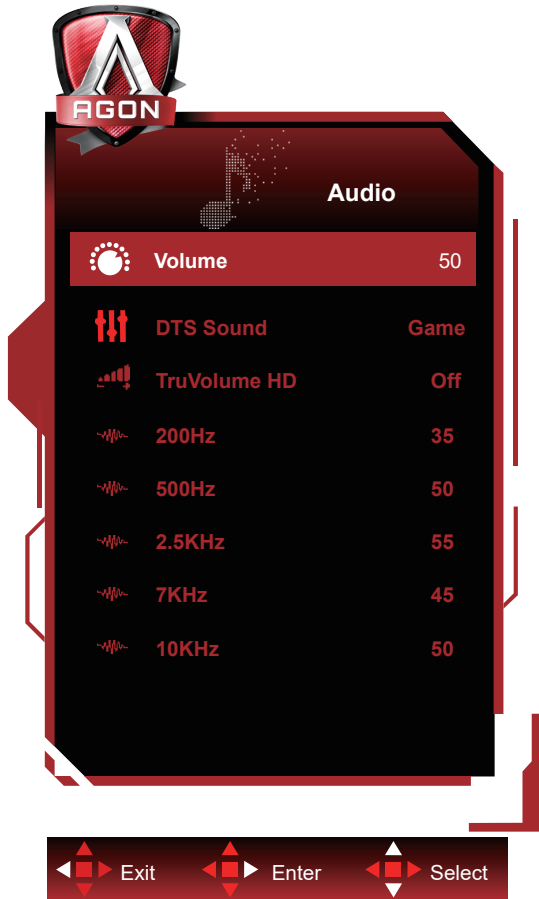 AGON
Audio
Volume 50
DTS Sound Game
TruVolume HD Off
200Hz 35
500Hz 50
2.5KHz 55
7KHz 45
10KHz 50
Exit Enter Select